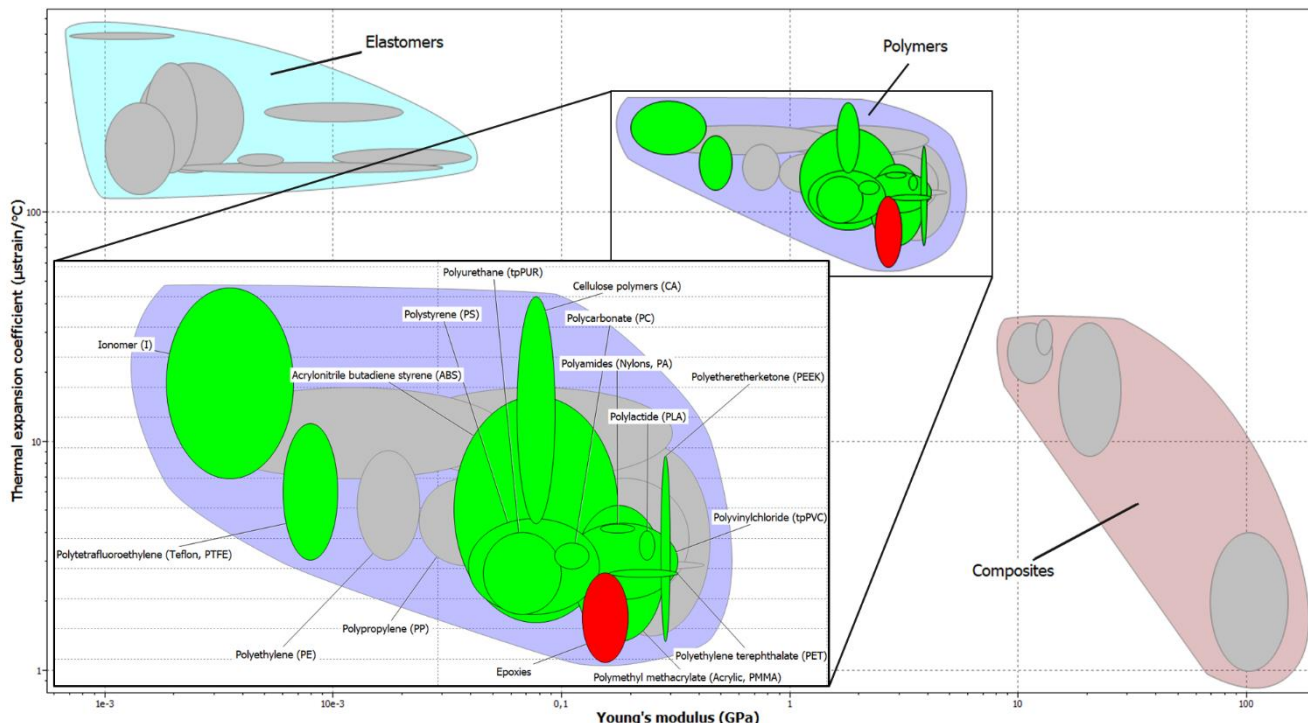 Elastomers
Polymers
Thermal expansion coefficient (µstrain/°C)
100
10
1
Polyurethane (tpPUR)
Cellulose polymers (CA)
Polystyrene (PS)
Polycarbonate (PC)
Ionomer (I)
Polyamides (Nylons, PA)
Acrylonitrile butadiene styrene (ABS)
Polyetheretherketone (PEEK)
Polylactide (PLA)
Polyvinylchloride (tpPVC)
Polytetrafluoroethylene (Teflon, PTFE)
Composites
Polypropylene (PP)
Polyethylene (PE)
Polyethylene terephthalate (PET)
Epoxies
Polymethyl methacrylate (Acrylic, PMMA)
1e-3
10e-3
0,1
1
10
100
Young's modulus (GPa)